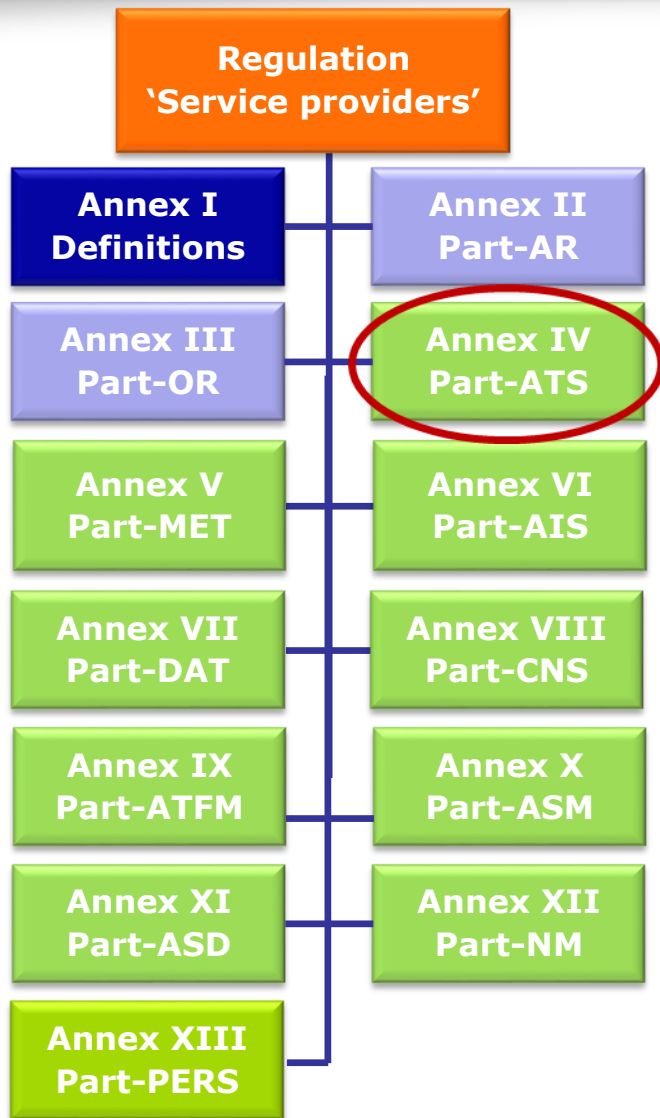 Regulation
‘Service providers’
Annex I
Definitions
Annex II
Part-AR
Annex III
Part-OR
Annex IV
Part-ATS
Annex V
Part-MET
Annex VI
Part-AIS
Annex VII
Part-DAT
Annex VIII
Part-CNS
Annex IX
Part-ATFM
Annex X
Part-ASM
Annex XI
Part-ASD
Annex XII
Part-NM
Annex XIII
Part-PERS